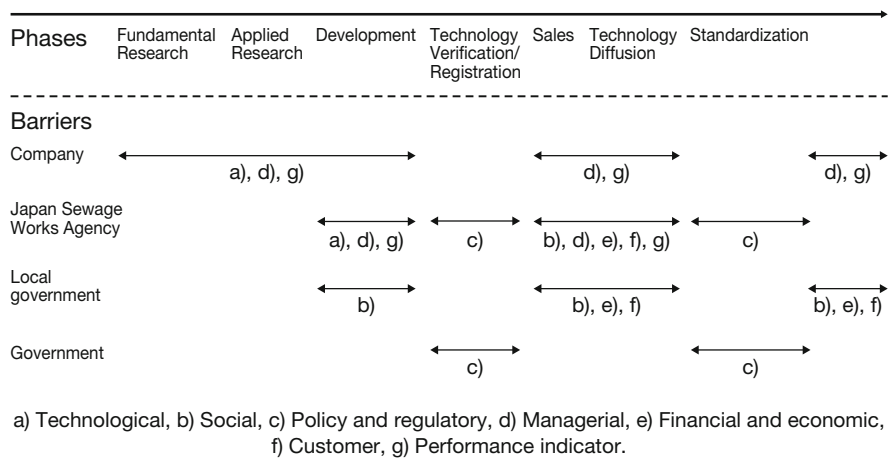 Phases
Fundamental
Research
Applied
Research
Development
Technology
Verification/
Registration
Sales
Technology
Diffusion
Standardization
Barriers
Company
a), d), g)
d), g)
d), g)
Japan Sewage
Works Agency
a), d), g)
c)
b), d), e), f), g)
c)
Local
government
b)
b), e), f)
b), e), f)
Government
c)
c)
a) Technological, b) Social, c) Policy and regulatory, d) Managerial, e) Financial and economic,
f) Customer, g) Performance indicator.